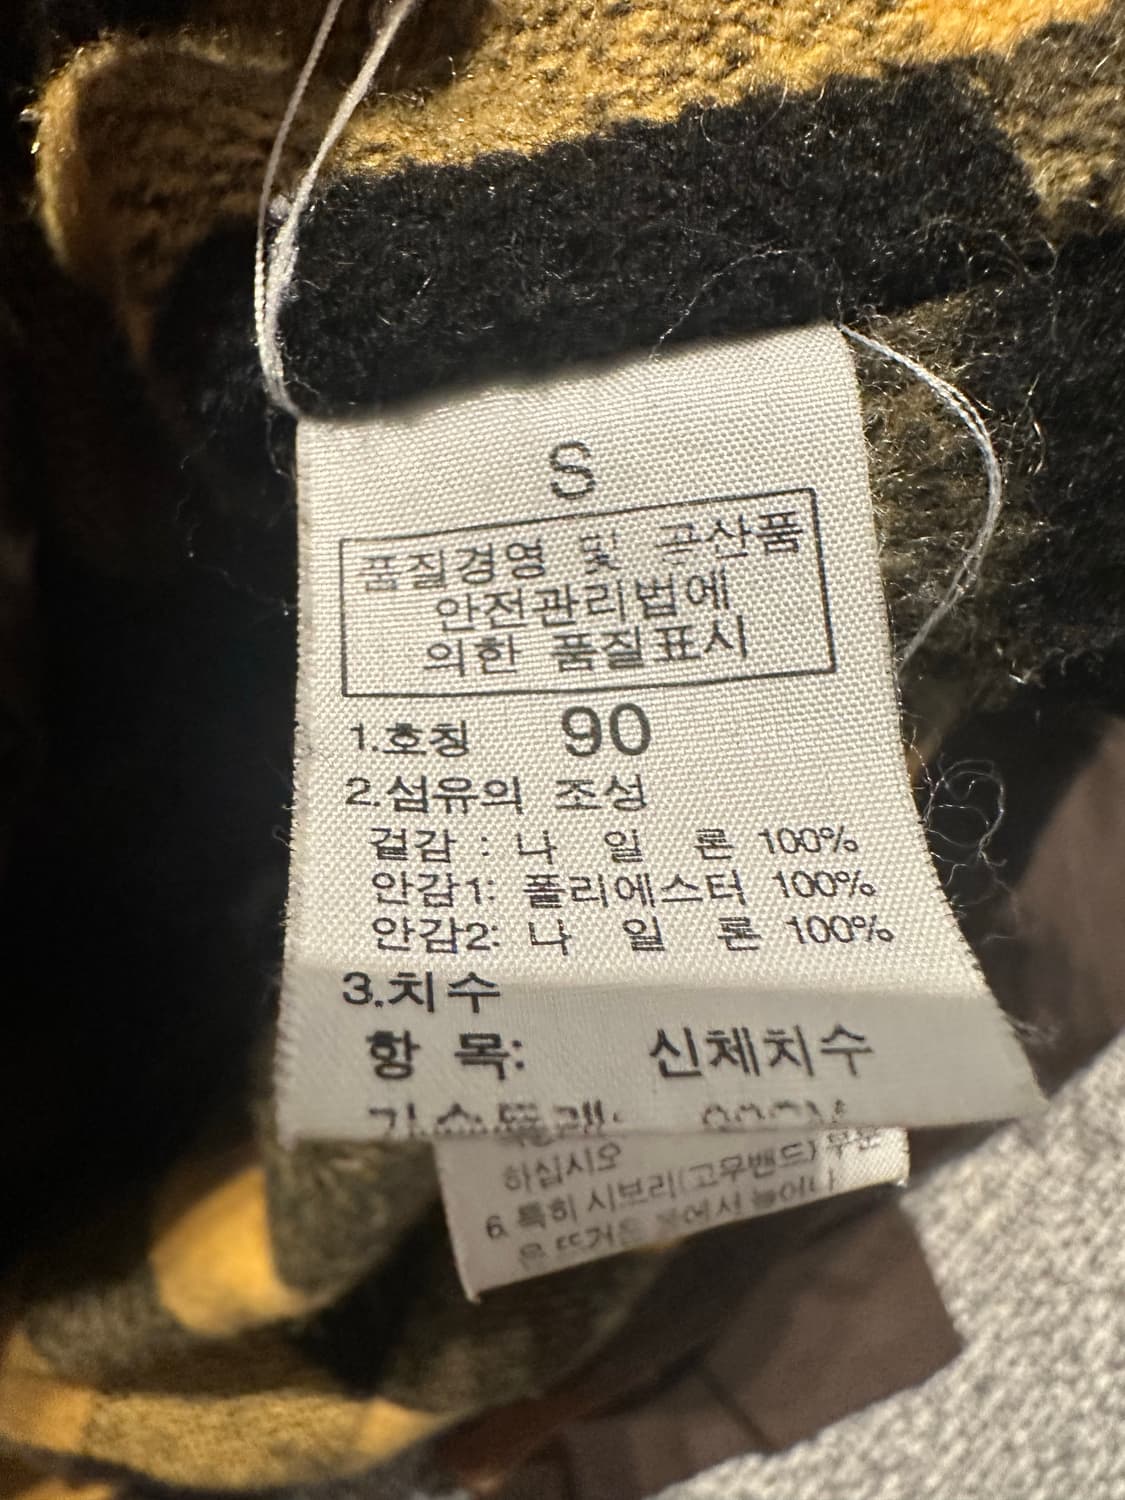 S
품질경영 및 공산품
안전관리법에
의한 품질표시
1.호칭 90
2.섬유의 조성
겉감 : 나 일 론 100%
안감1: 폴리에스터 100%
안감2: 나 일 론 100%
3.치수
항 목: 신체치수
하십시오
6. 특히 시보리(고무밴드) 부분